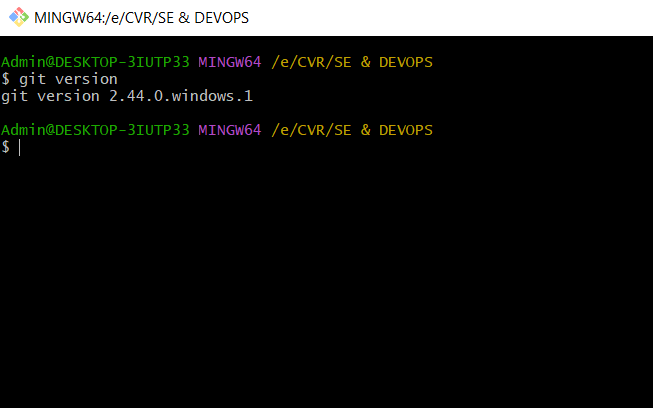 MINGW64:/e/CVR/SE & DEVOPS
Admin@DESKTOP-3IUTP33 MINGW64 /e/CVR/SE & DEVOPS
$ git version
git version 2.44.0.windows.1
Admin@DESKTOP-3IUTP33 MINGW64 /e/CVR/SE & DEVOPS
$